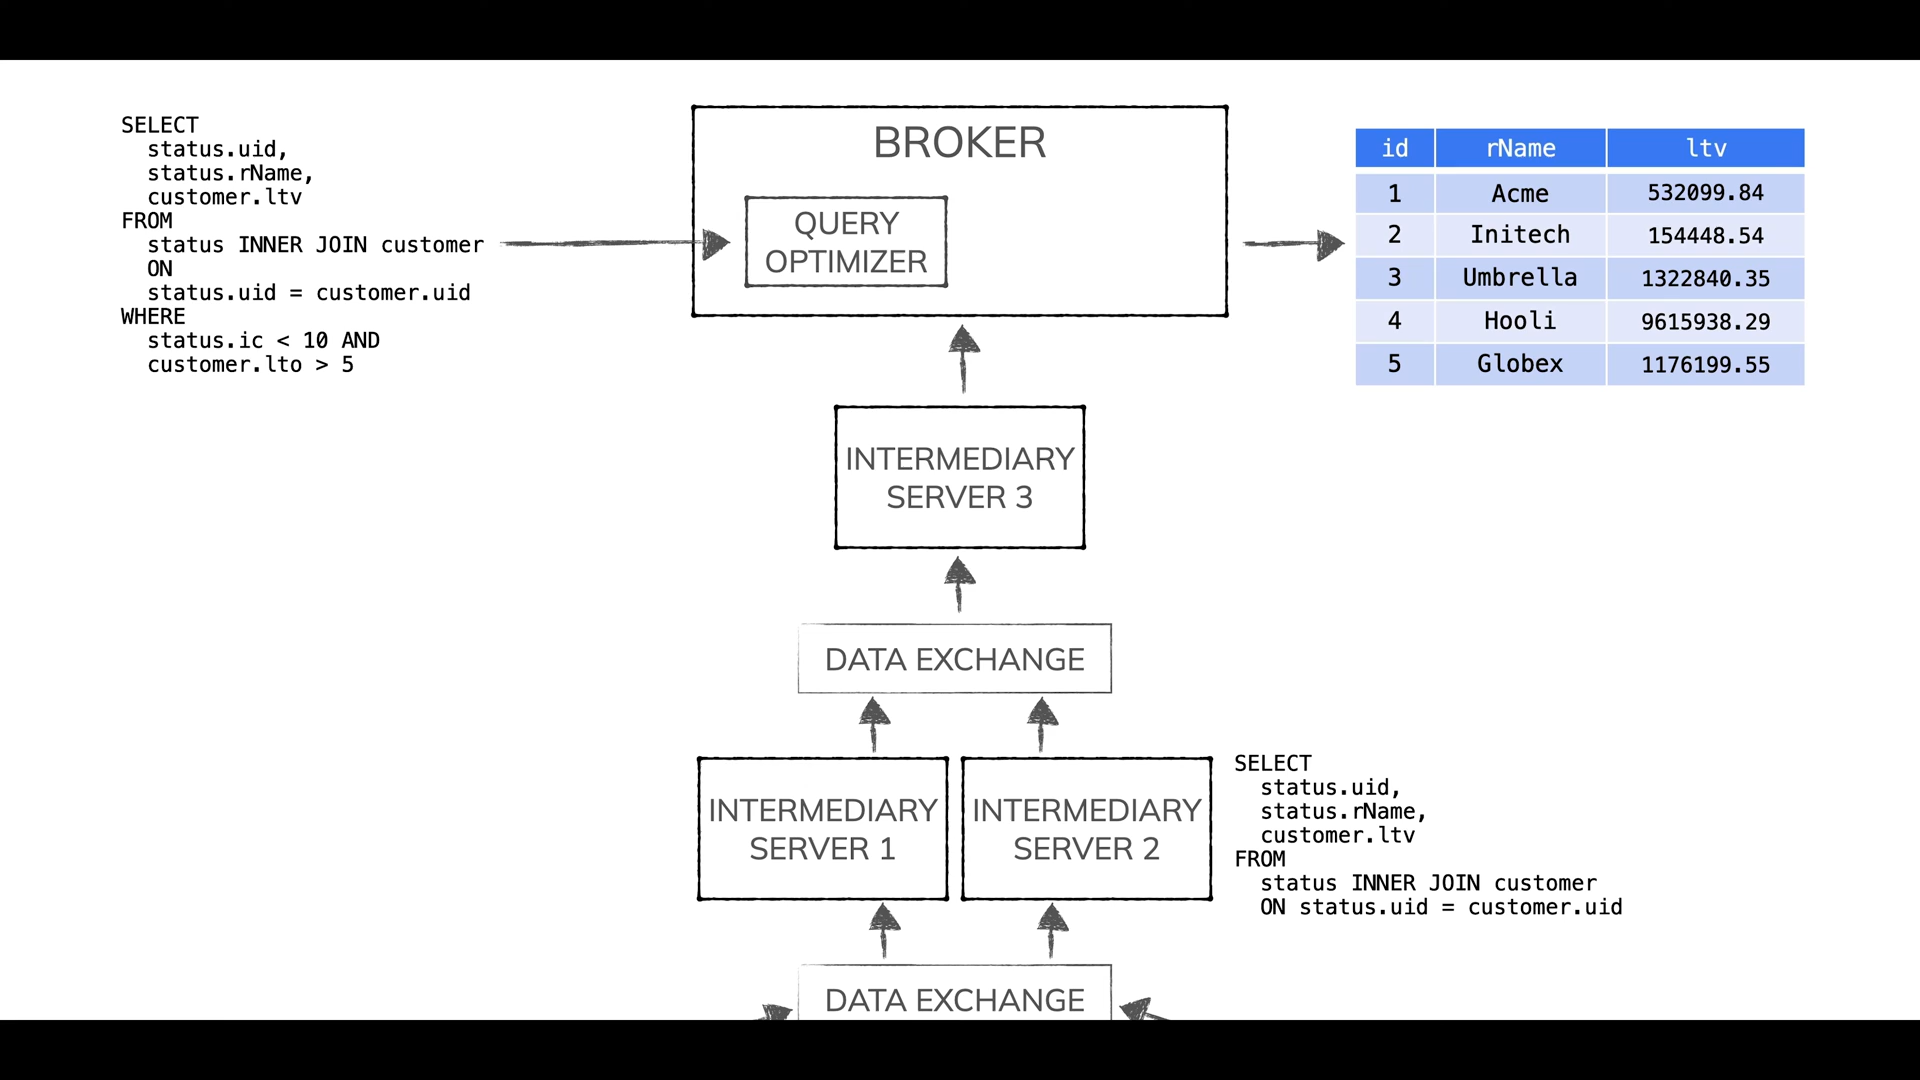 SELECT
status.uid,
status.rName,
customer.ltv
FROM
status INNER JOIN customer
ON
status.uid = customer.uid
WHERE
status.ic < 10 AND
customer.lto > 5
BROKER
QUERY
OPTIMIZER
id rName ltv
1 Acme 532099.84
2 Initech 154448.54
3 Umbrella 1322840.35
4 Hooli 9615938.29
5 Globex 1176199.55
INTERMEDIARY
SERVER 3
DATA EXCHANGE
INTERMEDIARY
SERVER 1
INTERMEDIARY
SERVER 2
SELECT
status.uid,
status.rName,
customer.ltv
FROM
status INNER JOIN customer
ON status.uid = customer.uid
DATA EXCHANGE